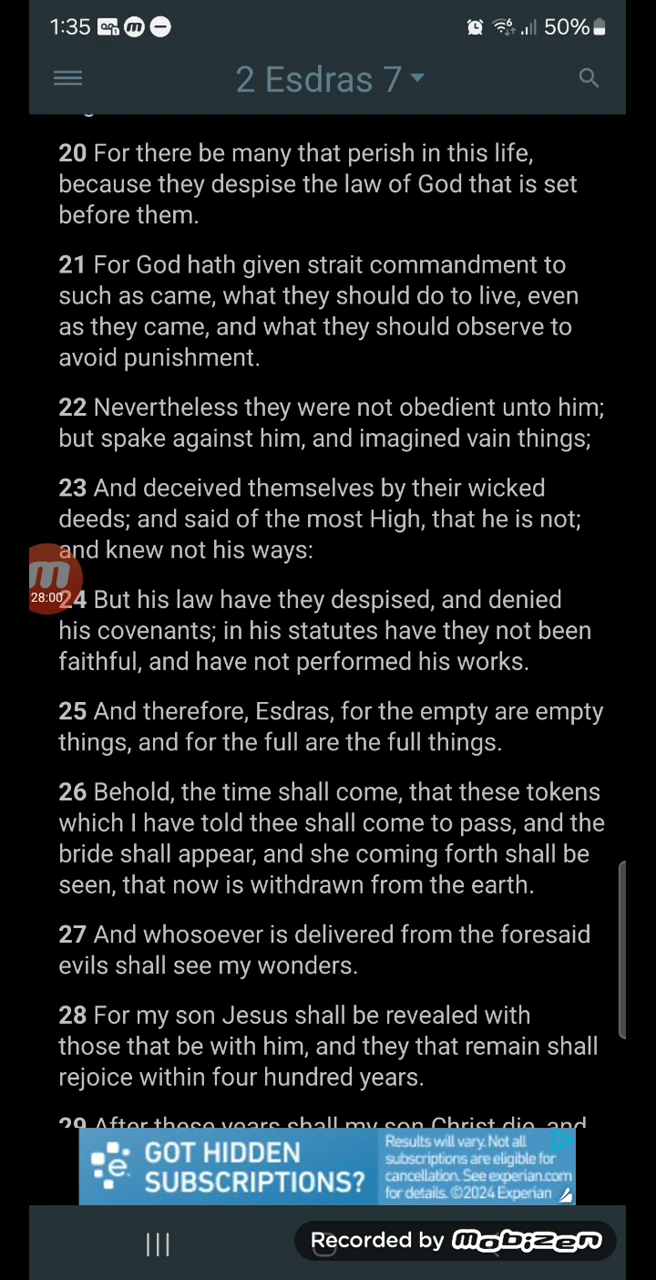 1:35
50%
2 Esdras 7
20 For there be many that perish in this life,
because they despise the law of God that is set
before them.
21 For God hath given strait commandment to
such as came, what they should do to live, even
as they came, and what they should observe to
avoid punishment.
22 Nevertheless they were not obedient unto him;
but spake against him, and imagined vain things;
23 And deceived themselves by their wicked
deeds; and said of the most High, that he is not;
and knew not his ways:
28:00
24 But his law have they despised, and denied
his covenants; in his statutes have they not been
faithful, and have not performed his works.
25 And therefore, Esdras, for the empty are empty
things, and for the full are the full things.
26 Behold, the time shall come, that these tokens
which I have told thee shall come to pass, and the
bride shall appear, and she coming forth shall be
seen, that now is withdrawn from the earth.
27 And whosoever is delivered from the foresaid
evils shall see my wonders.
28 For my son Jesus shall be revealed with
those that be with him, and they that remain shall
rejoice within four hundred years.
29 After these years shall my son Christ die, and
GOT HIDDEN
SUBSCRIPTIONS?
Results will vary. Not all
subscriptions are eligible for
cancellation. See experian.com
for details. ©2024 Experian
Recorded by mobizen